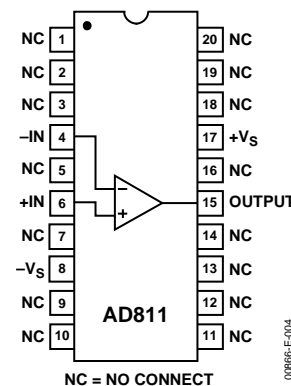 NC 1
NC 2
NC 3
–IN 4
NC 5
+IN 6
NC 7
–VS 8
NC 9
NC 10
20 NC
19 NC
18 NC
17 +VS
16 NC
15 OUTPUT
14 NC
13 NC
12 NC
11 NC
–
+
AD811
NC = NO CONNECT
00866-E-004